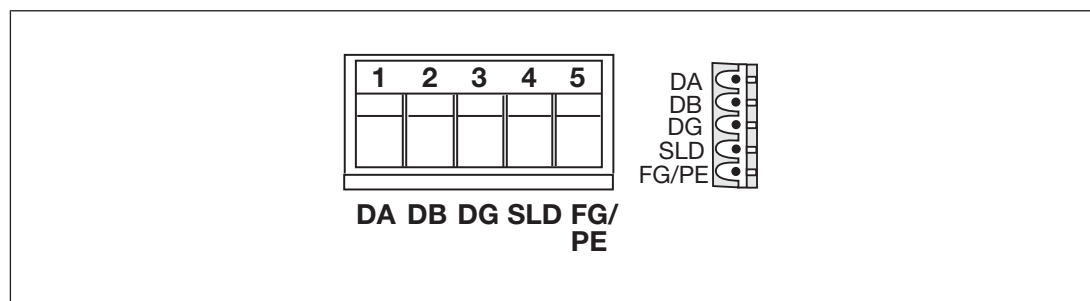 1 2 3 4 5
DA DB DG SLD FG/
PE
DA
DB
DG
SLD
FG/PE